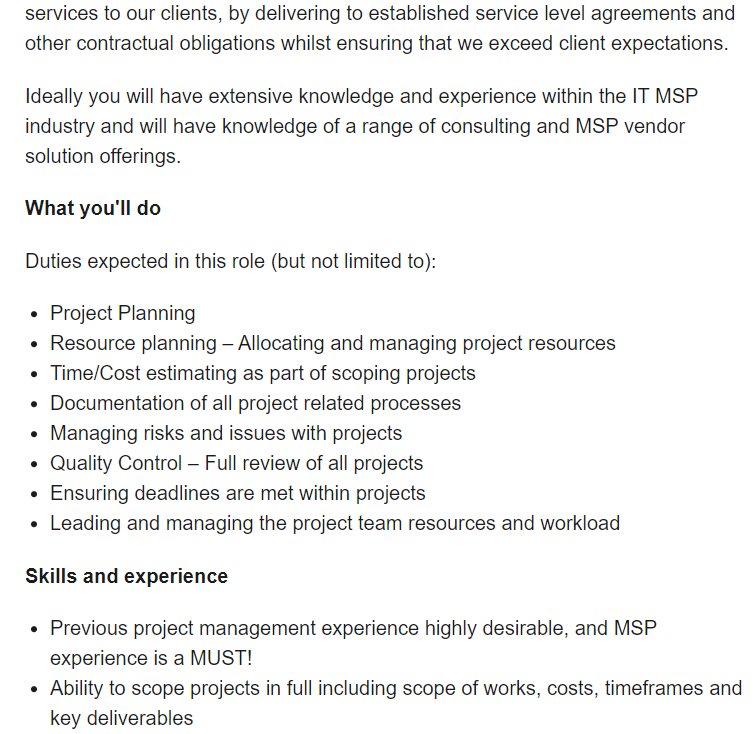 services to our clients, by delivering to established service level agreements and
other contractual obligations whilst ensuring that we exceed client expectations.
Ideally you will have extensive knowledge and experience within the IT MSP
industry and will have knowledge of a range of consulting and MSP vendor
solution offerings.
What you'll do
Duties expected in this role (but not limited to):
• Project Planning
• Resource planning – Allocating and managing project resources
• Time/Cost estimating as part of scoping projects
• Documentation of all project related processes
• Managing risks and issues with projects
• Quality Control – Full review of all projects
• Ensuring deadlines are met within projects
• Leading and managing the project team resources and workload
Skills and experience
• Previous project management experience highly desirable, and MSP
experience is a MUST!
• Ability to scope projects in full including scope of works, costs, timeframes and
key deliverables